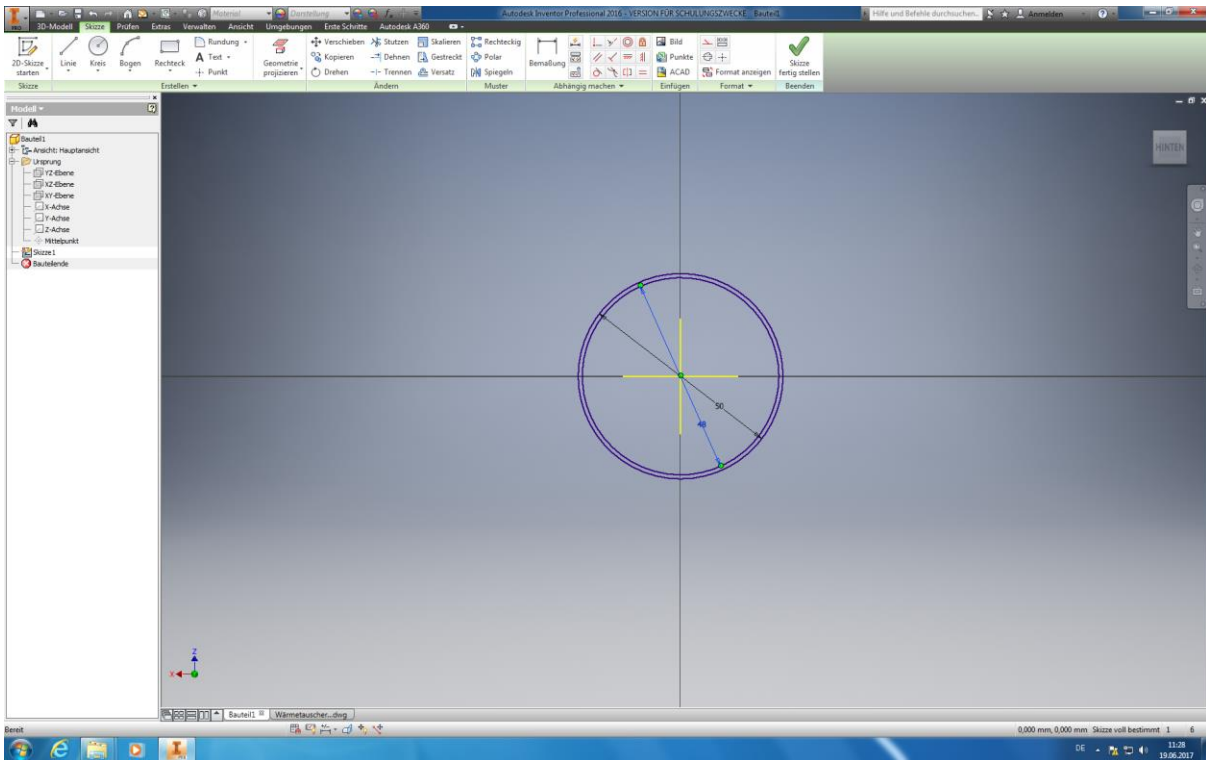 Material
Darstellung
Autodesk Inventor Professional 2016 - VERSION FÜR SCHULUNGSZWECKE Bauteil1
Hilfe und Befehle durchsuchen...
Anmelden
3D-Modell Skizze Prüfen Extras Verwalten Ansicht Umgebungen Erste Schritte Autodesk A360
2D-Skizze starten
Linie
Kreis
Bogen
Rechteck
Rundung
Text
Punkt
Geometrie projizieren
Verschieben Stutzen Skalieren
Kopieren Dehnen Gestreckt
Drehen Trennen Versatz
Rechteckig
Polar
Spiegeln
Bemaßung
Bild
Punkte
ACAD
Format anzeigen
Skizze fertig stellen
Skizze Erstellen Ändern Muster Abhängig machen Einfügen Format Beenden
Modell
Bauteil1
Ansicht: Hauptansicht
Ursprung
YZ-Ebene
XZ-Ebene
XY-Ebene
X-Achse
Y-Achse
Z-Achse
Mittelpunkt
Skizze1
Bauteilende
HINTEN
50
48
Z
X
Bauteil1 Wärmetauscher...dwg
Bereit
0,000 mm, 0,000 mm Skizze voll bestimmt 1 6
DE
11:28
19.06.2017